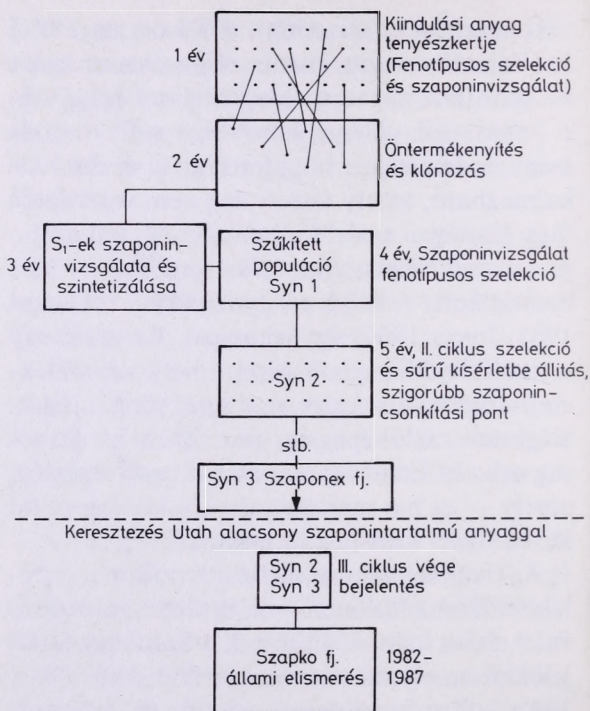 1 év
Kiindulási anyag
tenyészkertje
(Fenotípusos szelekció
és szaponinvizsgálat)
2 év
Öntermékenyítés
és klónozás
3 év
S₁-ek szaponin-
vizsgálata és
szintetizálása
Szűkített
populáció
Syn 1
4 év, Szaponinvizsgálat
fenotípusos szelekció
Syn 2
5 év, II. ciklus szelekció
és sűrű kísérletbe állitás,
szigorúbb szaponin-
csonkítási pont
stb.
Syn 3 Szaponex fj.
Keresztezés Utah alacsony szaponintartalmú anyaggal
Syn 2
Syn 3
III. ciklus vége
bejelentés
Szapko fj.
állami elismerés
1982–
1987